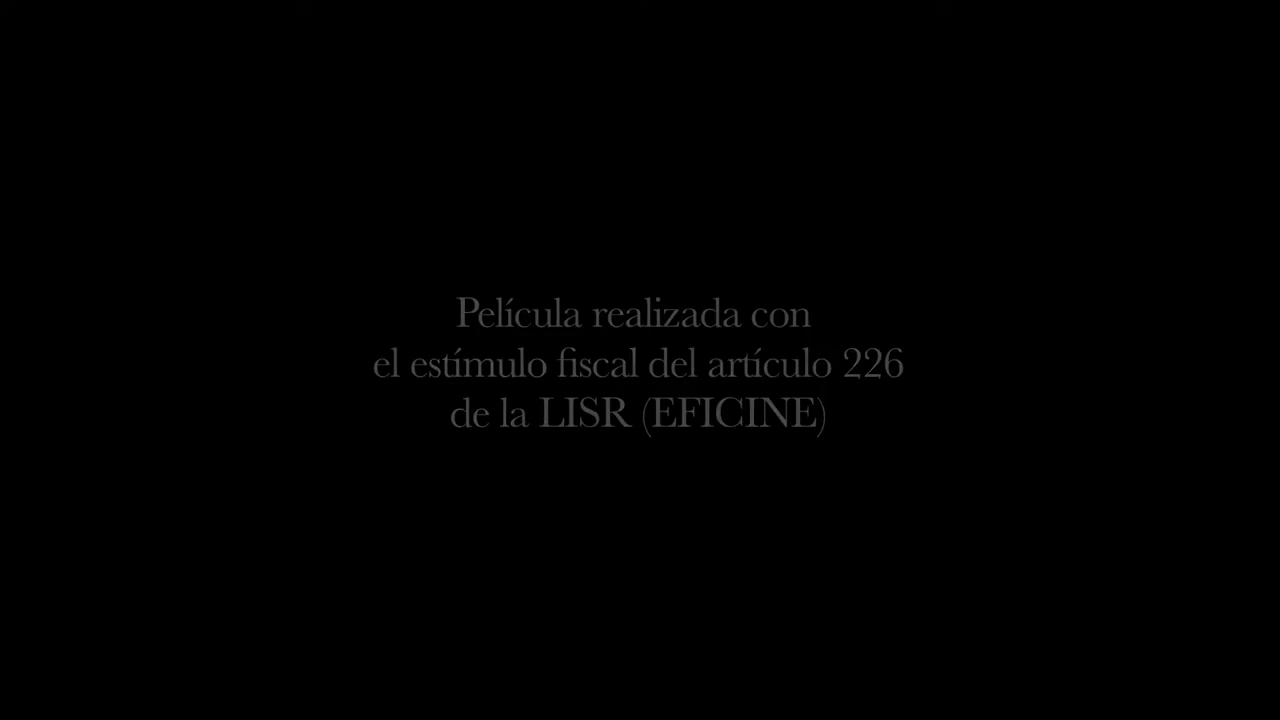 Película realizada con
el estímulo fiscal del artículo 226
de la LISR (EFICINE)